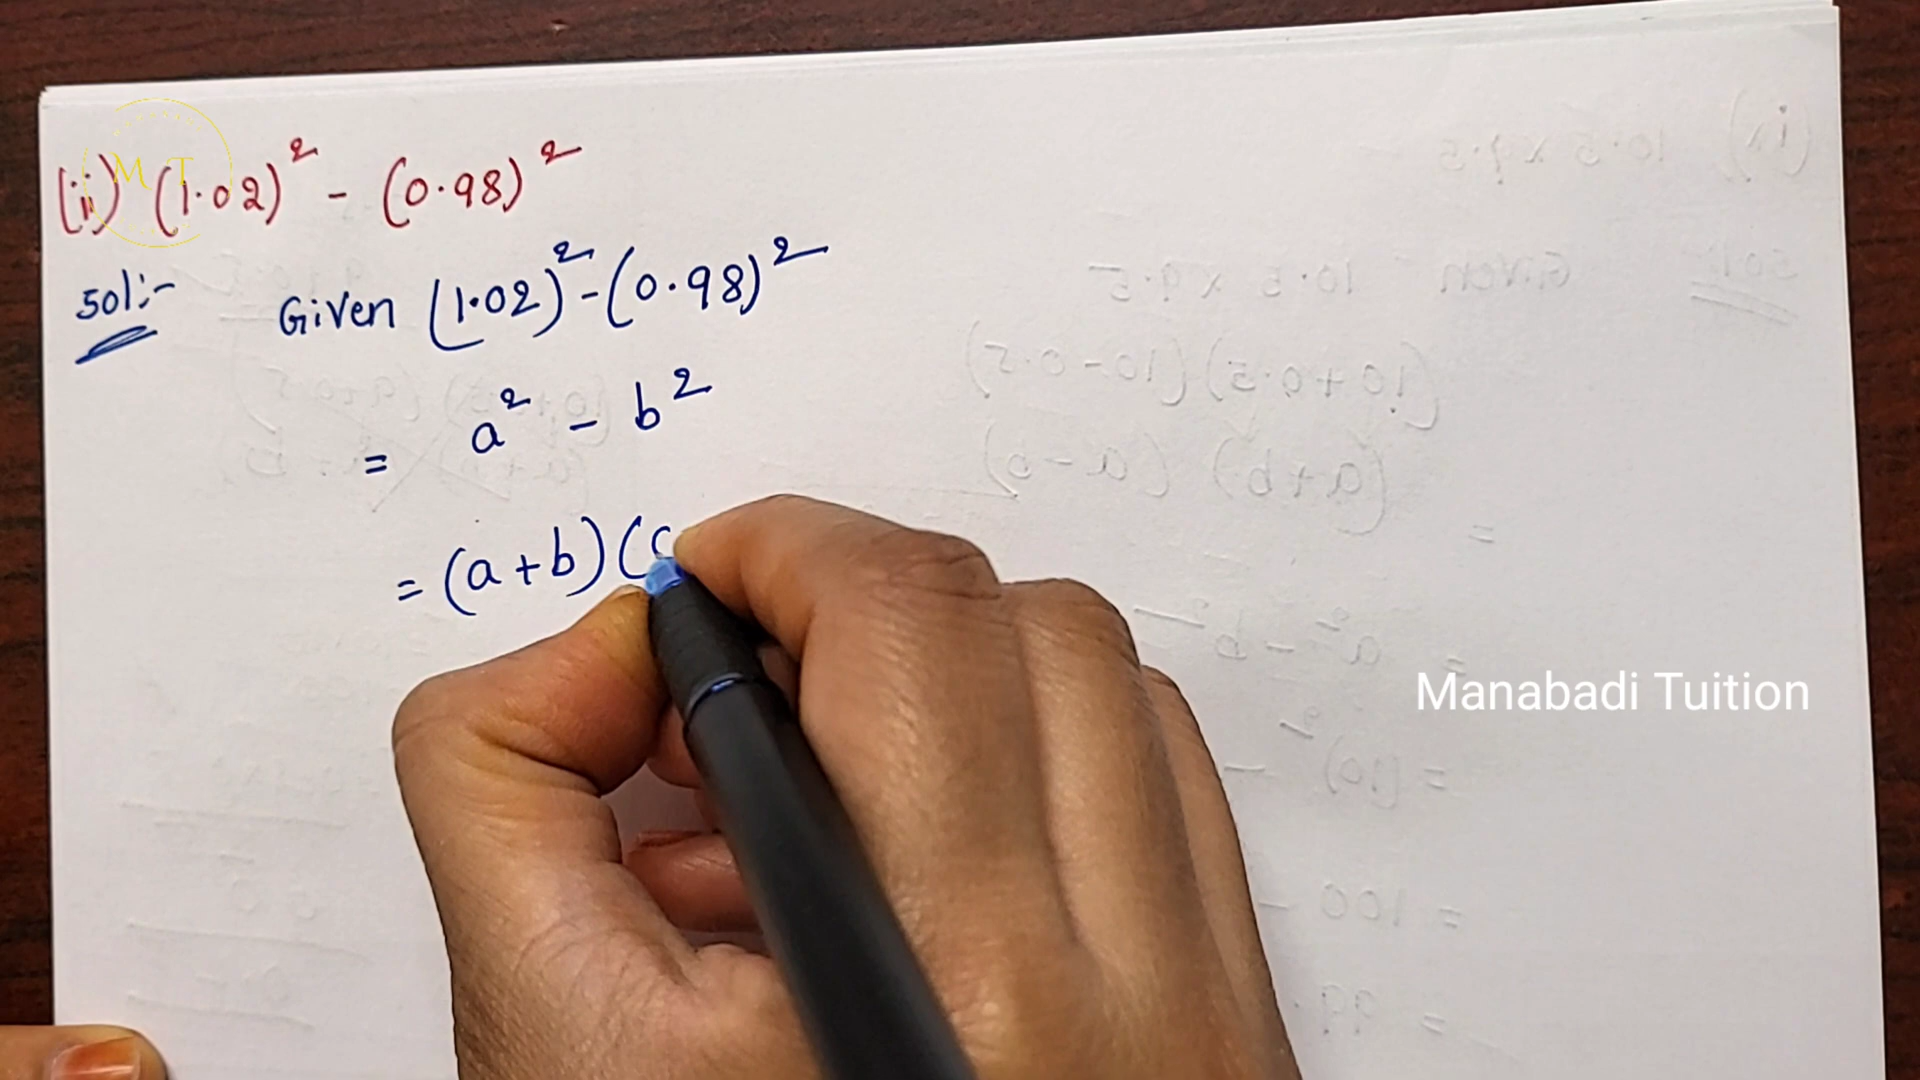 (ii) (1.02)² - (0.98)²
Sol:- Given (1.02)² - (0.98)²
= a² - b²
= (a+b)(
MT
Manabadi Tuition